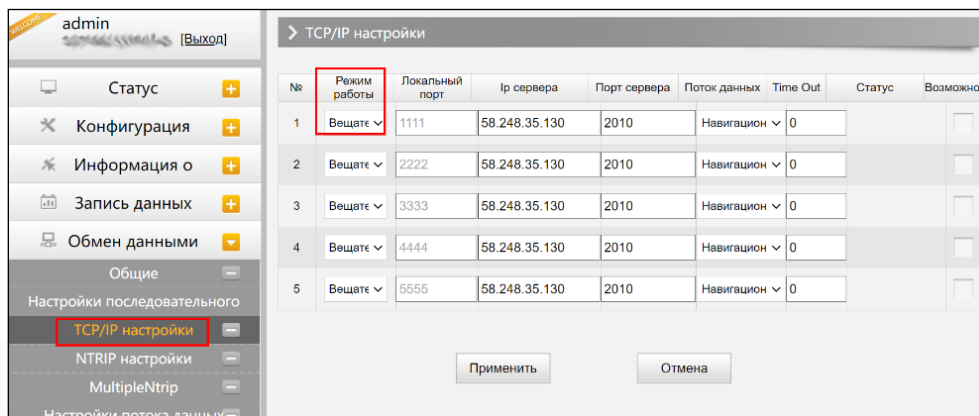 WELCOME
admin
[Выход]
Статус
Конфигурация
Информация о
Запись данных
Обмен данными
Общие
Настройки последовательного
TCP/IP настройки
NTRIP настройки
MultipleNtrip
Настройки потока данных
TCP/IP настройки
№ Режим работы Локальный порт Ip сервера Порт сервера Поток данных Time Out Статус Возможно
1 Вещате 1111 58.248.35.130 2010 Навигацион 0
2 Вещате 2222 58.248.35.130 2010 Навигацион 0
3 Вещате 3333 58.248.35.130 2010 Навигацион 0
4 Вещате 4444 58.248.35.130 2010 Навигацион 0
5 Вещате 5555 58.248.35.130 2010 Навигацион 0
Применить Отмена